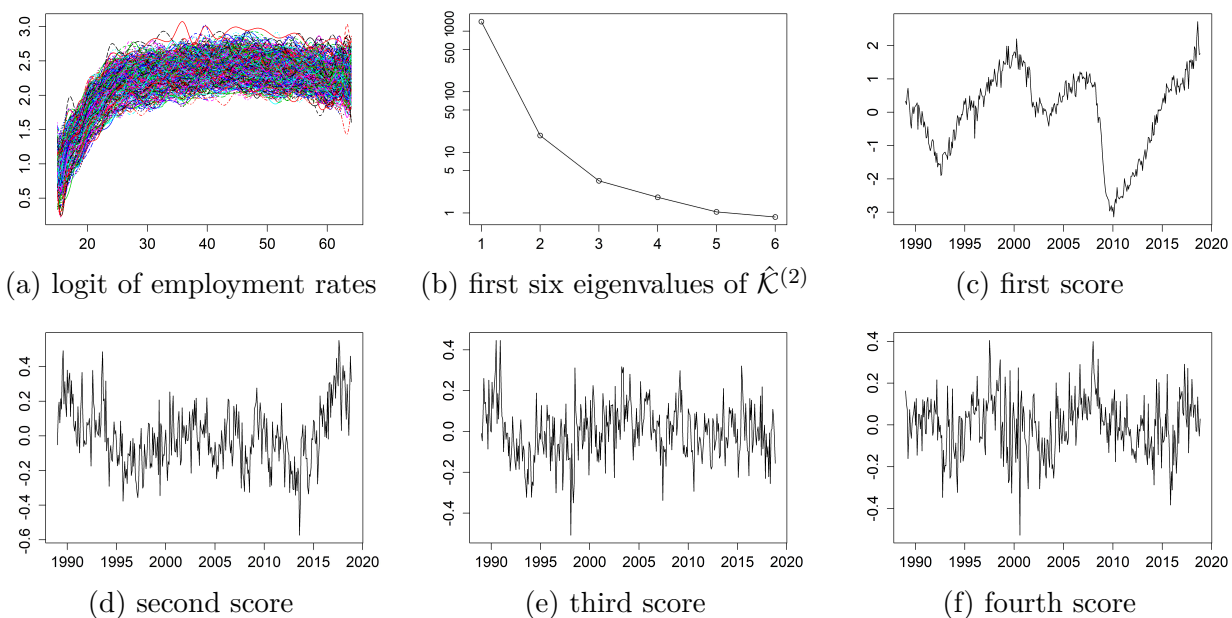 3.0
2.5
2.0
1.5
1.0
0.5
20 30 40 50 60
(a) logit of employment rates
1000
500
100
50
10
5
1
1 2 3 4 5 6
(b) first six eigenvalues of 𝒦̂⁽²⁾
2
1
0
-1
-2
-3
1990 1995 2000 2005 2010 2015 2020
(c) first score
0.4
0.2
0.0
-0.2
-0.4
-0.6
1990 1995 2000 2005 2010 2015 2020
(d) second score
0.4
0.2
0.0
-0.2
-0.4
1990 1995 2000 2005 2010 2015 2020
(e) third score
0.4
0.2
0.0
-0.2
-0.4
1990 1995 2000 2005 2010 2015 2020
(f) fourth score